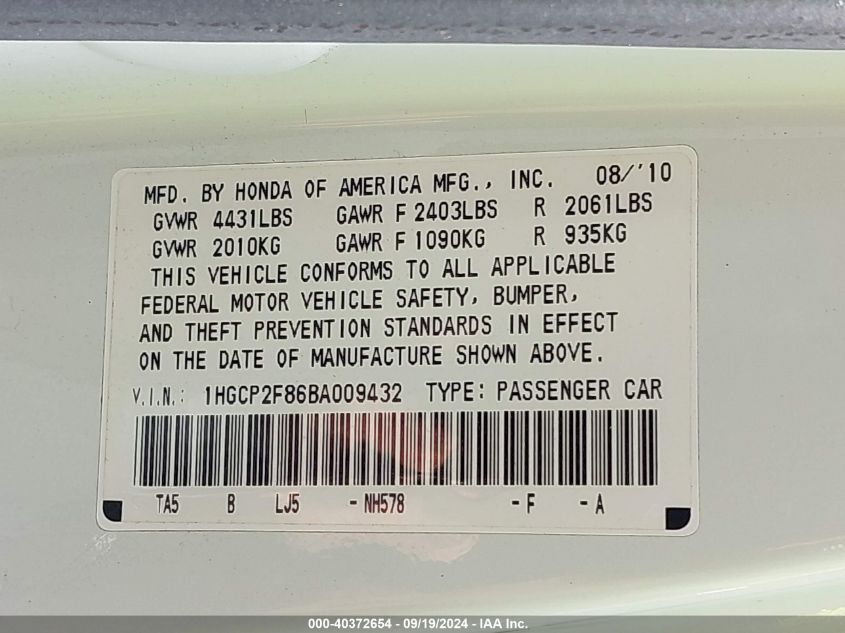 MFD. BY HONDA OF AMERICA MFG., INC. 08/'10
GVWR 4431LBS GAWR F 2403LBS R 2061LBS
GVWR 2010KG GAWR F 1090KG R 935KG
THIS VEHICLE CONFORMS TO ALL APPLICABLE
FEDERAL MOTOR VEHICLE SAFETY, BUMPER,
AND THEFT PREVENTION STANDARDS IN EFFECT
ON THE DATE OF MANUFACTURE SHOWN ABOVE.
V.I.N.: 1HGCP2F86BA009432 TYPE: PASSENGER CAR
TA5 B LJ5 -NH578 -F -A
000-40372654 - 09/19/2024 - IAA Inc.